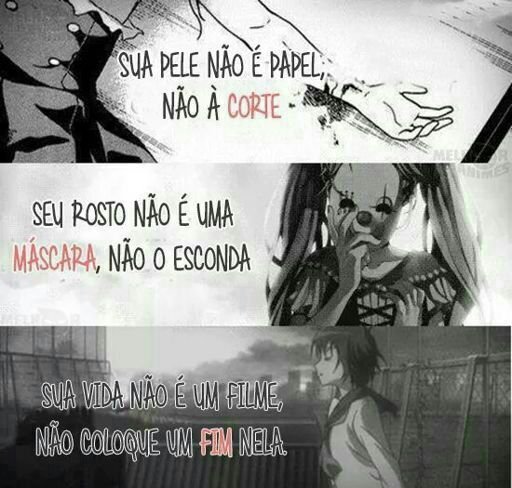 SUA PELE NÃO É PAPEL,
NÃO À CORTE
SEU ROSTO NÃO É UMA
MÁSCARA, NÃO O ESCONDA
SUA VIDA NÃO É UM FILME,
NÃO COLOQUE UM FIM NELA.